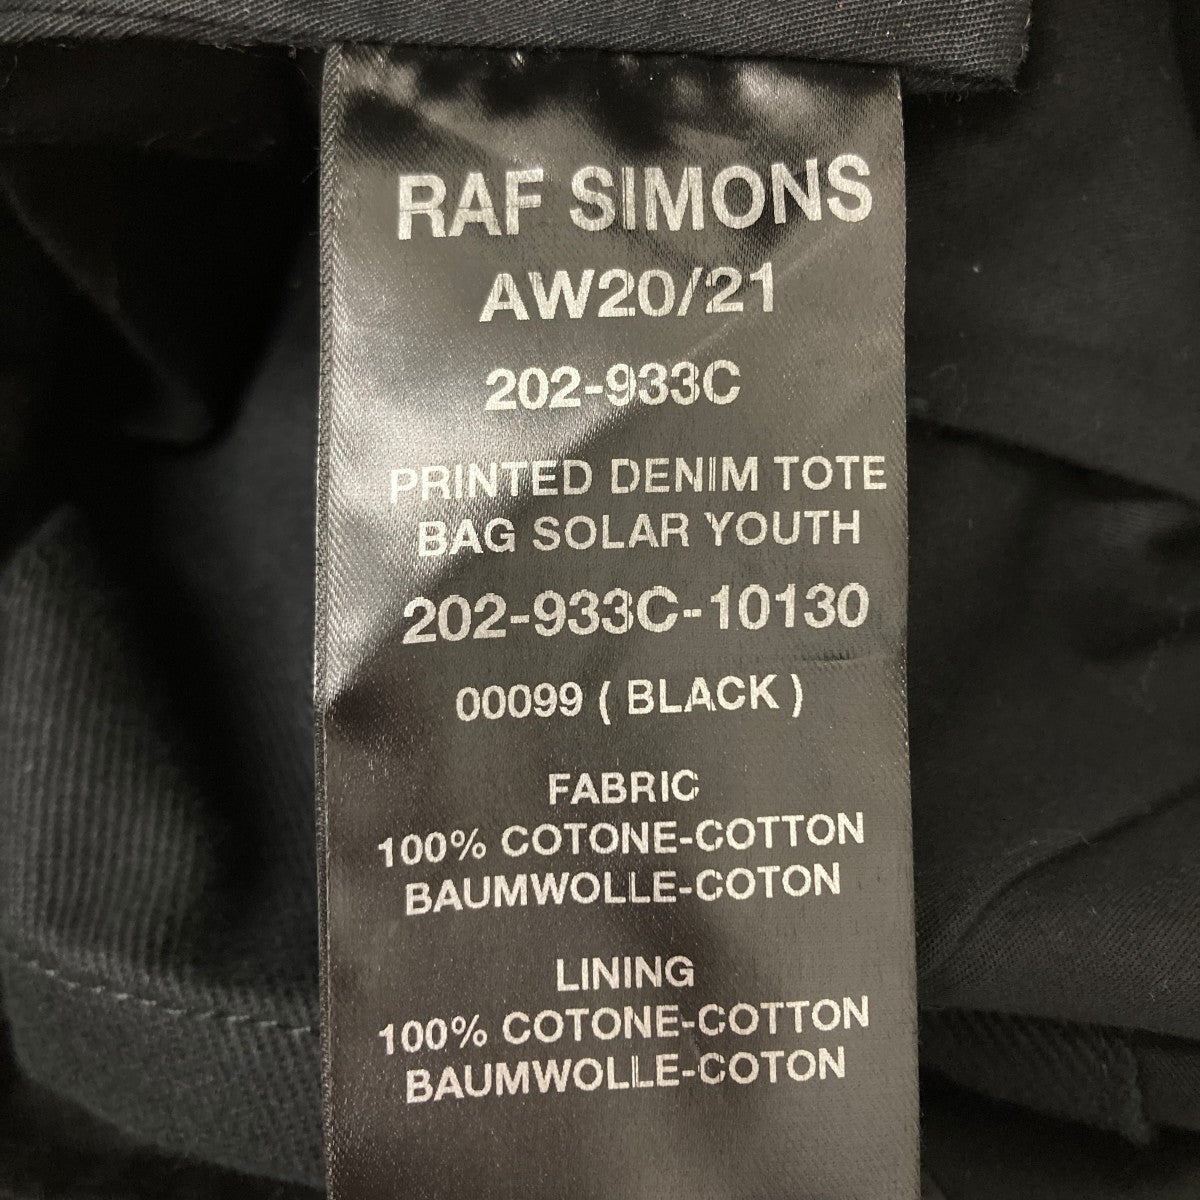 RAF SIMONS
AW20/21
202-933C
PRINTED DENIM TOTE
BAG SOLAR YOUTH
202-933C-10130
00099 ( BLACK )
FABRIC
100% COTONE-COTTON
BAUMWOLLE-COTON
LINING
100% COTONE-COTTON
BAUMWOLLE-COTON